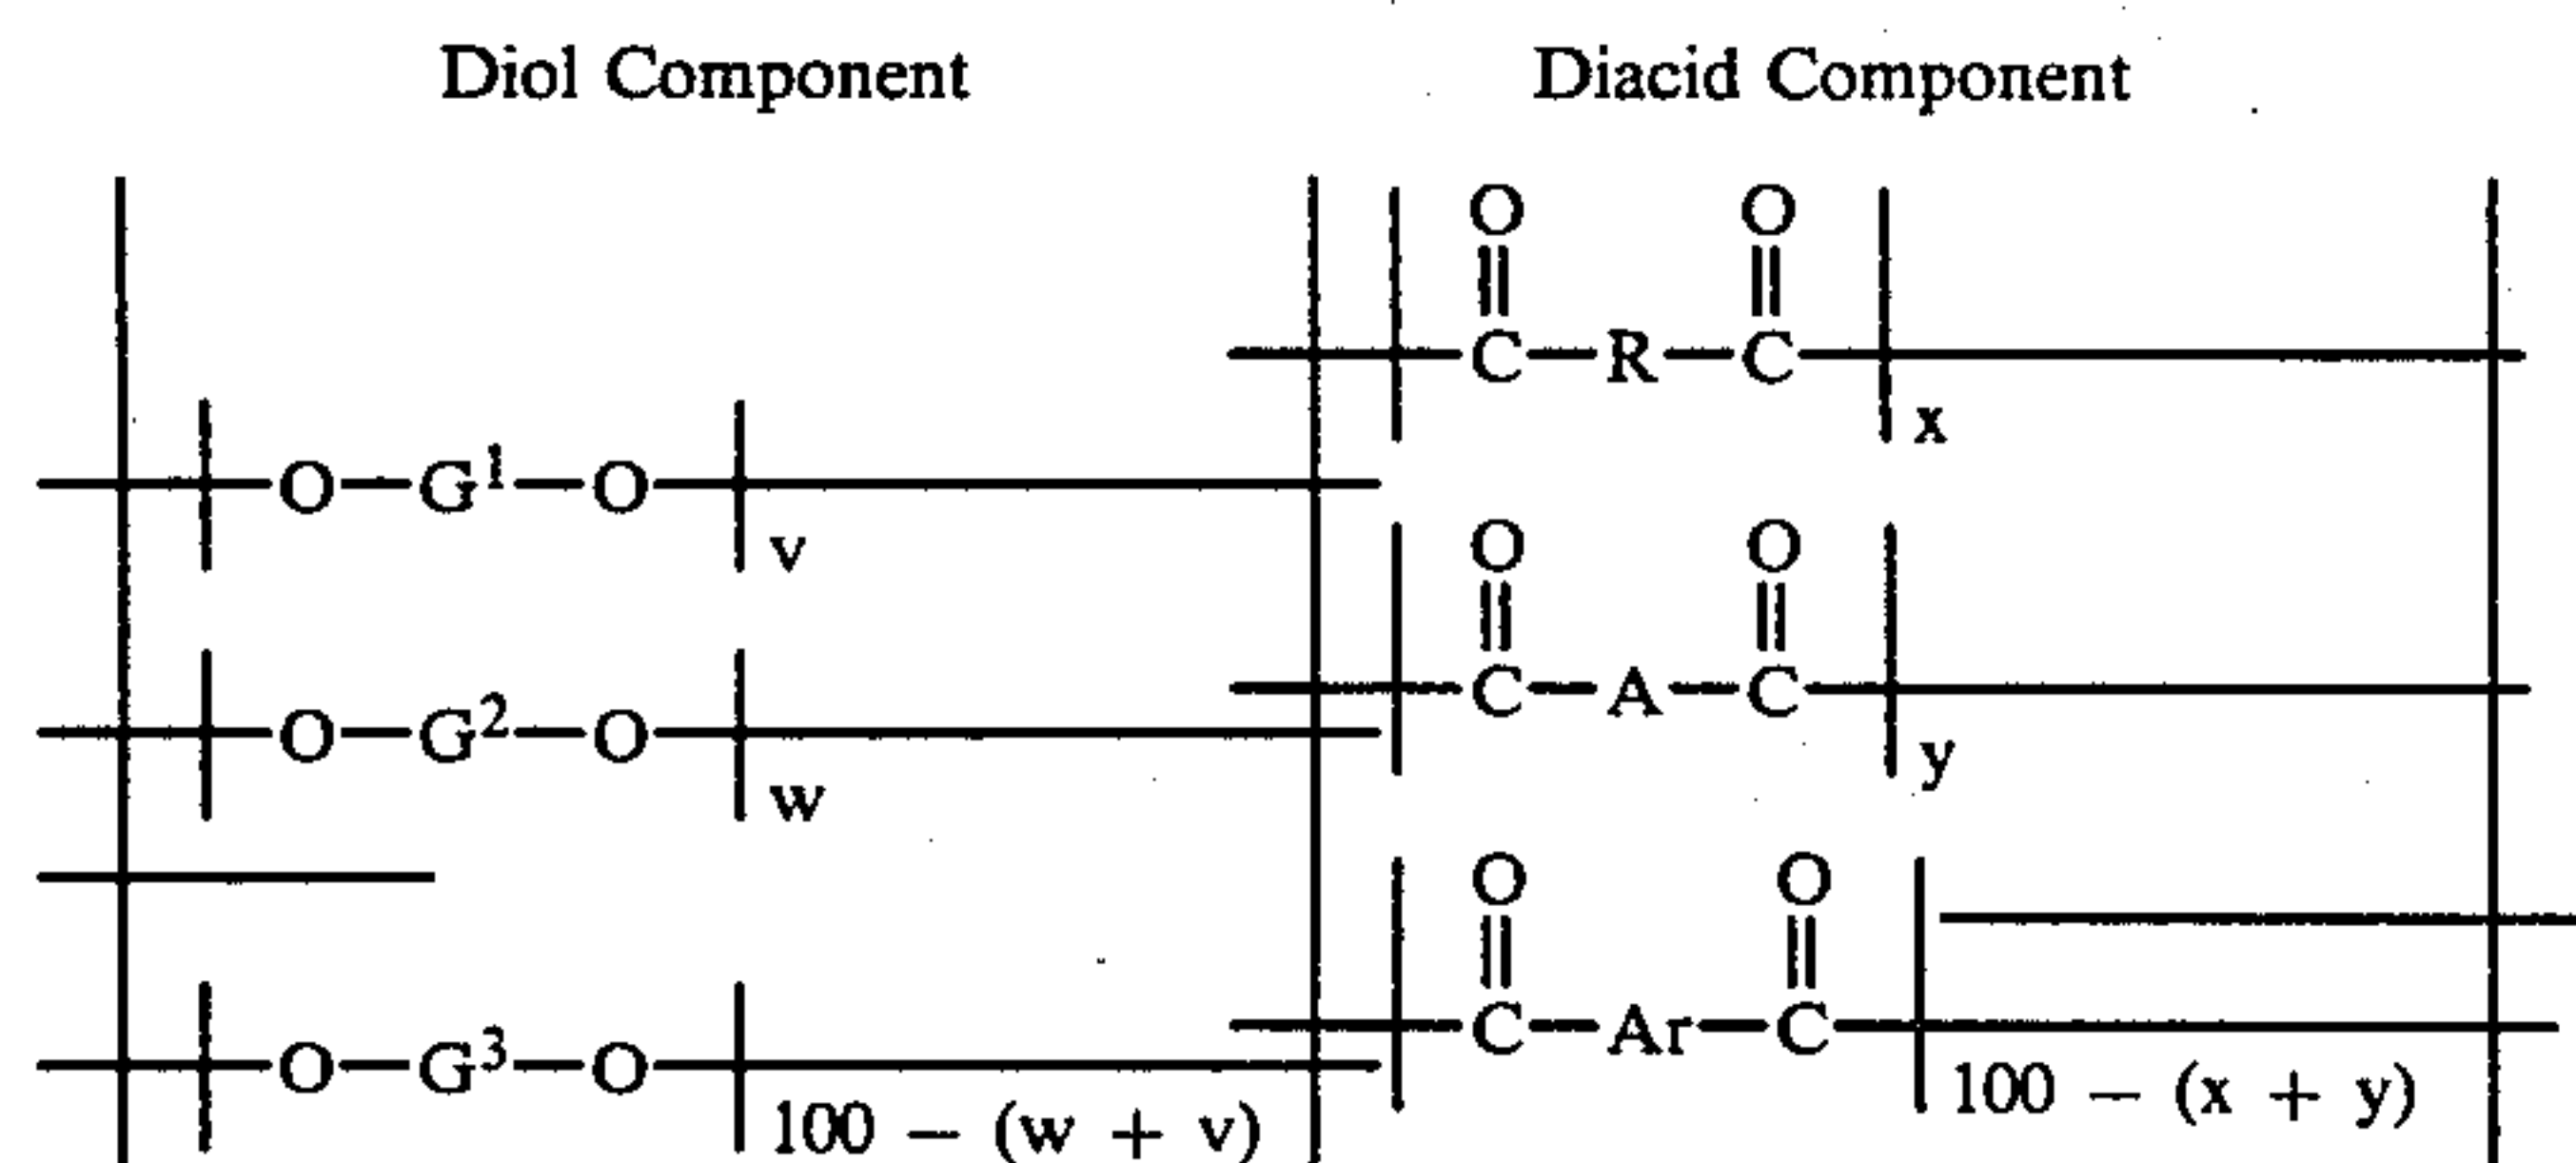 Diol Component Diacid Component
O O
C—R—C
x
O—G¹—O
v
O O
C—A—C
y
O—G²—O
w
O O
C—Ar—C
100 − (x + y)
O—G³—O
100 − (w + v)